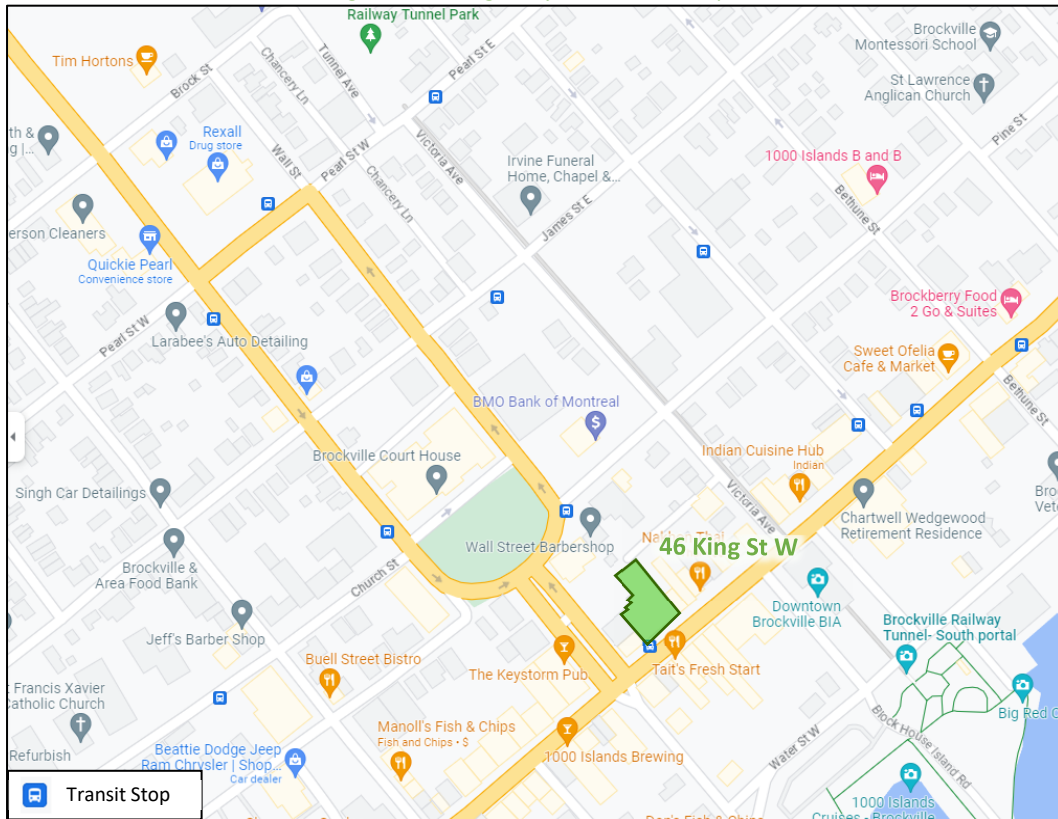 Railway Tunnel Park
Brockville
Montessori School
Tim Hortons
Brock St
Chancery Ln
Tunnel Ave
Pearl St E
St Lawrence
Anglican Church
Pine St
Rexall
Drug store
Wall St
Pearl St W
Victoria Ave
Chancery Ln
Irvine Funeral
Home, Chapel &...
James St E
1000 Islands B and B
Bethune St
erson Cleaners
Quickie Pearl
Convenience store
Pearl St W
Larabee's Auto Detailing
Brockberry Food
2 Go & Suites
Sweet Ofelia
Cafe & Market
Bethune St
BMO Bank of Montreal
$
Brockville Court House
Indian Cuisine Hub
Indian
Victoria Ave
Singh Car Detailings
Chartwell Wedgewood
Retirement Residence
Wall Street Barbershop
46 King St W
Brockville &
Area Food Bank
Church St
Downtown
Brockville BIA
Brockville Railway
Tunnel- South portal
Jeff's Barber Shop
Buell Street Bistro
The Keystorm Pub
Tait's Fresh Start
t Francis Xavier
Catholic Church
Manoll's Fish & Chips
Fish and Chips • $
Big Red
Block House Island Rd
Water St W
Refurbish
Beattie Dodge Jeep
Ram Chrysler | Shop...
Car dealer
1000 Islands Brewing
1000 Islands
Cruises - Brockville
Transit Stop